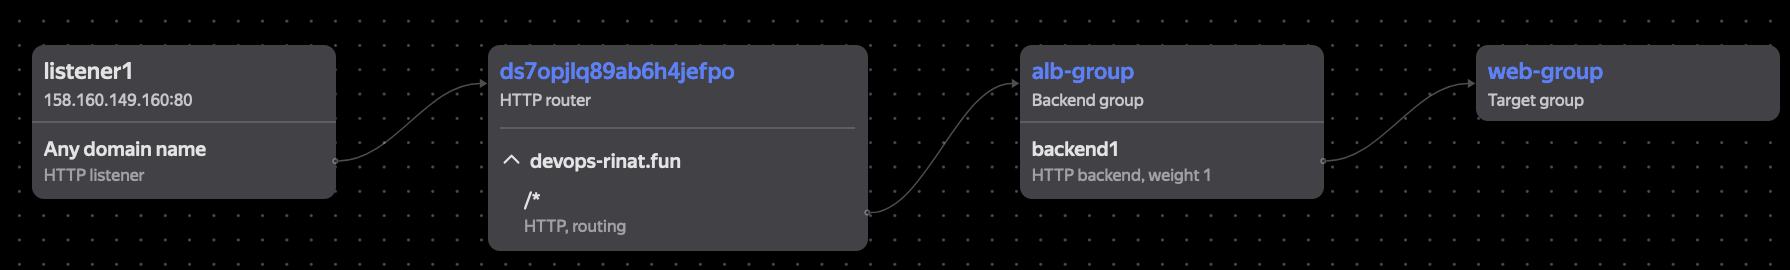 listener1
158.160.149.160:80
Any domain name
HTTP listener
ds7opjlq89ab6h4jefpo
HTTP router
devops-rinat.fun
/*
HTTP, routing
alb-group
Backend group
backend1
HTTP backend, weight 1
web-group
Target group